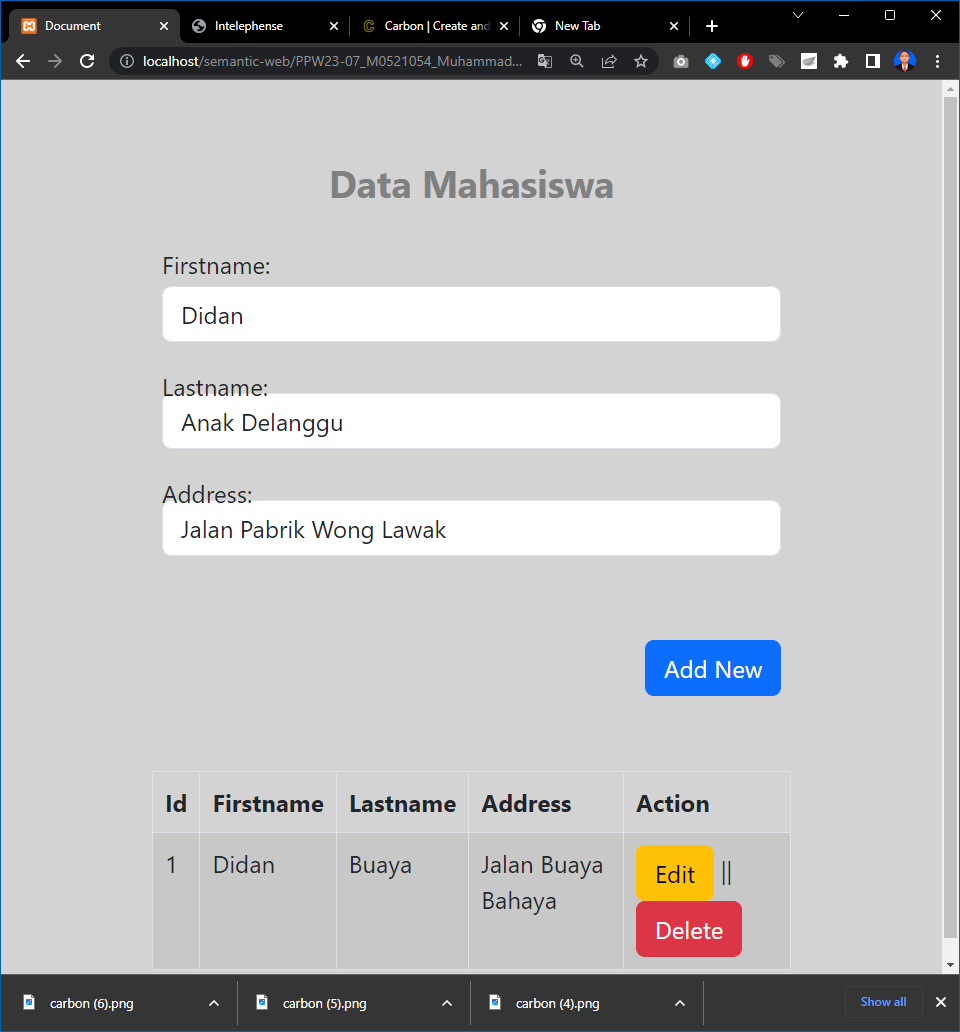 Document
Intelephense
Carbon | Create and
New Tab
localhost/semantic-web/PPW23-07_M0521054_Muhammad...
Data Mahasiswa
Firstname:
Didan
Lastname:
Anak Delanggu
Address:
Jalan Pabrik Wong Lawak
Add New
Id Firstname Lastname Address Action
1 Didan Buaya Jalan Buaya Edit ||
Bahaya Delete
carbon (6).png
carbon (5).png
carbon (4).png
Show all